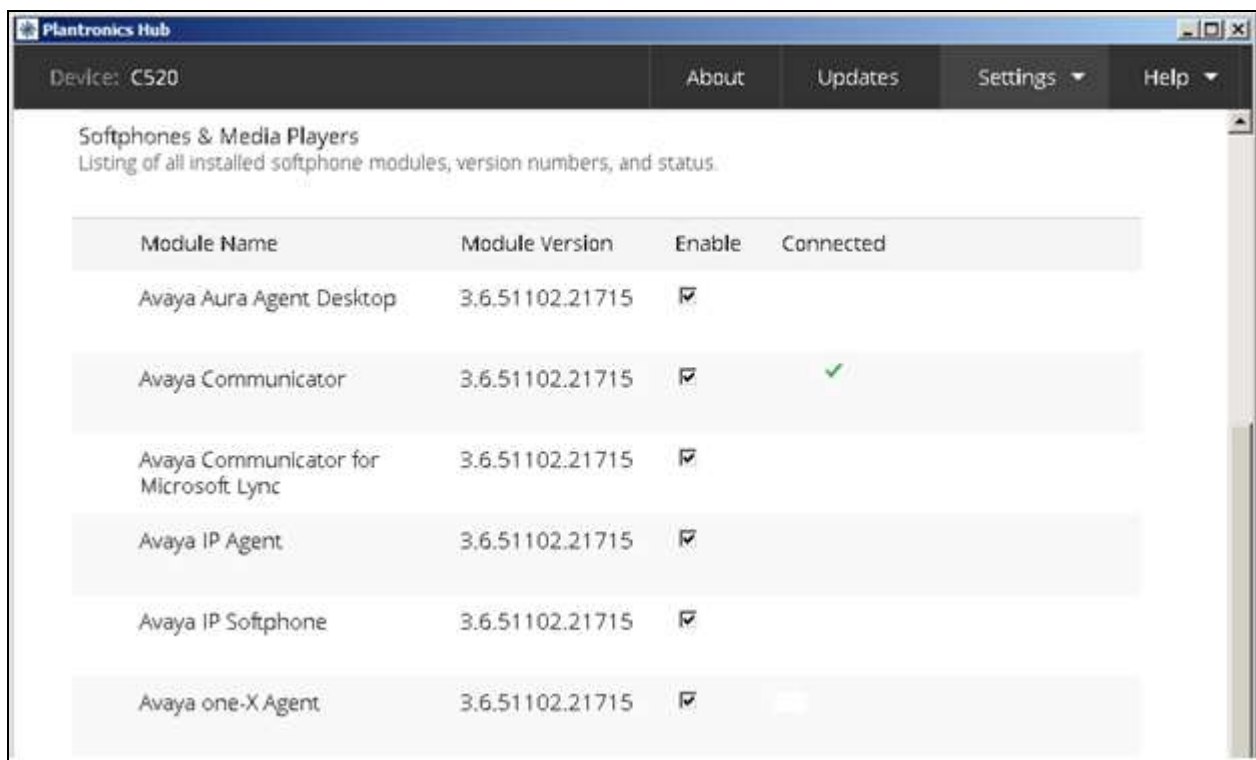 Plantronics Hub
Device: C520 About Updates Settings Help
Softphones & Media Players
Listing of all installed softphone modules, version numbers, and status.
Module Name Module Version Enable Connected
Avaya Aura Agent Desktop 3.6.51102.21715
Avaya Communicator 3.6.51102.21715
Avaya Communicator for 3.6.51102.21715
Microsoft Lync
Avaya IP Agent 3.6.51102.21715
Avaya IP Softphone 3.6.51102.21715
Avaya one-X Agent 3.6.51102.21715